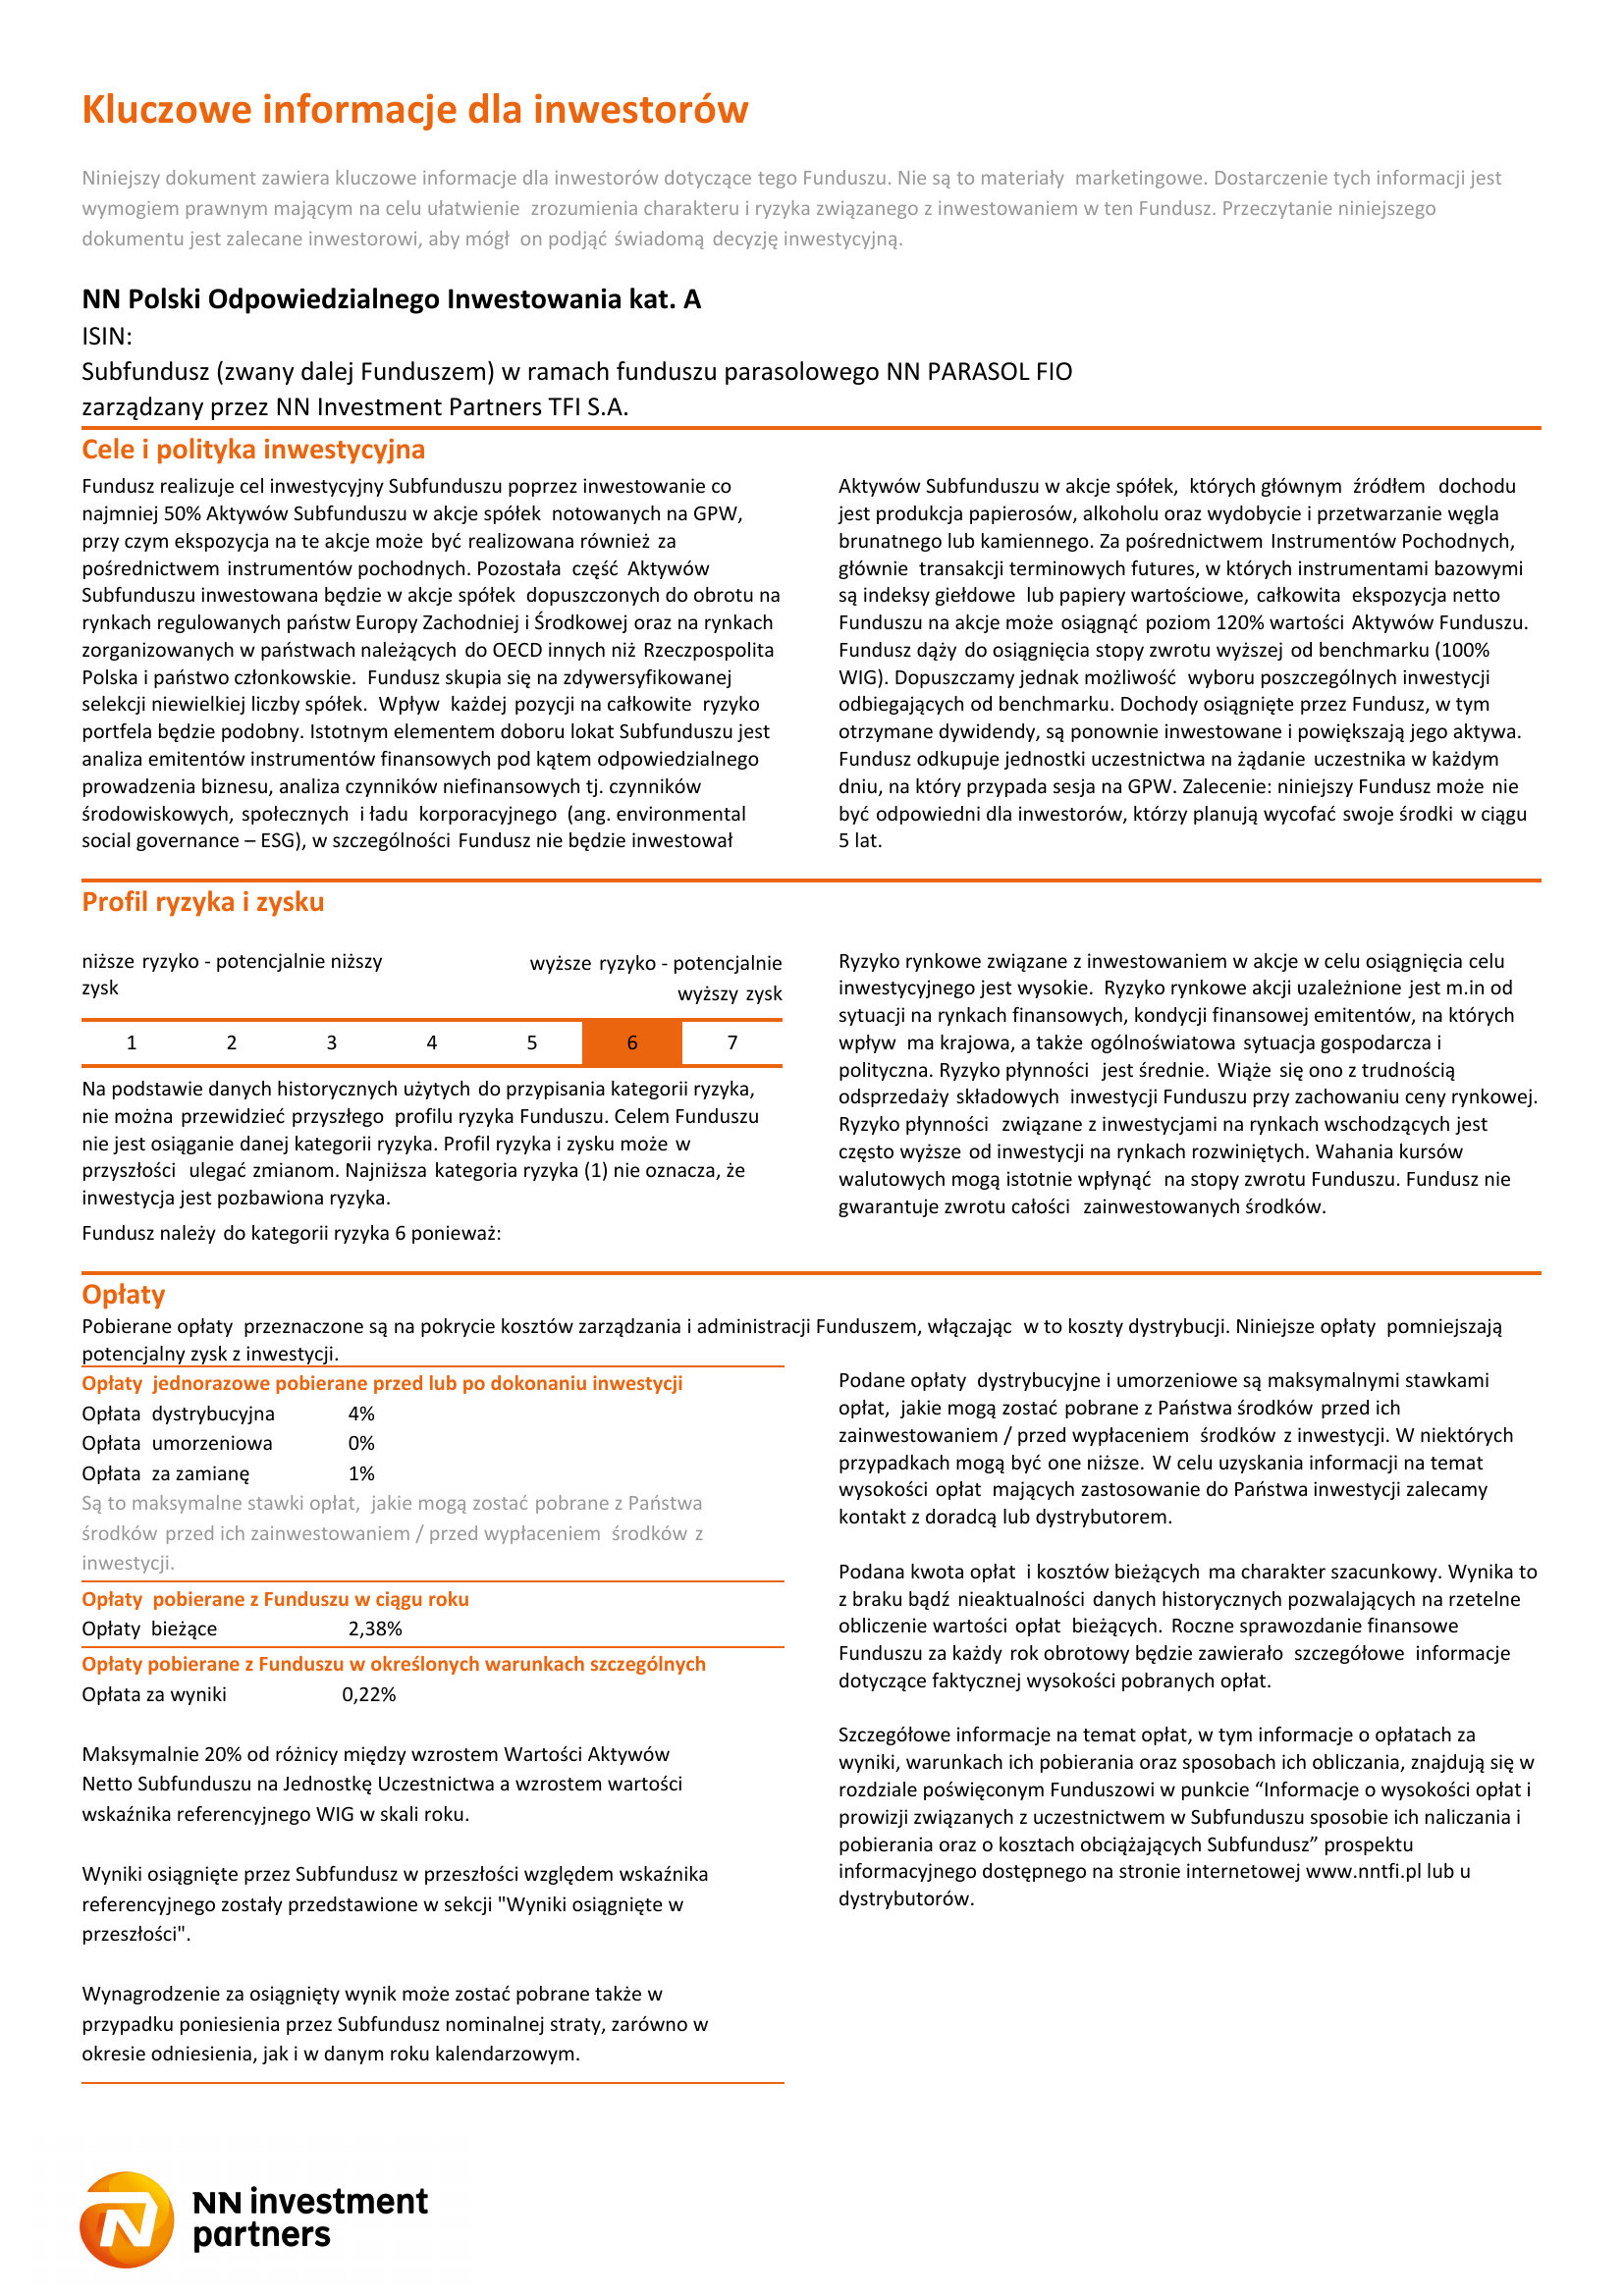 Kluczowe informacje dla inwestorów
Niniejszy dokument zawiera kluczowe informacje dla inwestorów dotyczące tego Funduszu. Nie są to materiały marketingowe. Dostarczenie tych informacji jest
wymogiem prawnym mającym na celu ułatwienie zrozumienia charakteru i ryzyka związanego z inwestowaniem w ten Fundusz. Przeczytanie niniejszego
dokumentu jest zalecane inwestorowi, aby mógł on podjąć świadomą decyzję inwestycyjną.
NN Polski Odpowiedzialnego Inwestowania kat. A
ISIN:
Subfundusz (zwany dalej Funduszem) w ramach funduszu parasolowego NN PARASOL FIO
zarządzany przez NN Investment Partners TFI S.A.
Cele i polityka inwestycyjna
Fundusz realizuje cel inwestycyjny Subfunduszu poprzez inwestowanie co
najmniej 50% Aktywów Subfunduszu w akcje spółek notowanych na GPW,
przy czym ekspozycja na te akcje może być realizowana również za
pośrednictwem instrumentów pochodnych. Pozostała część Aktywów
Subfunduszu inwestowana będzie w akcje spółek dopuszczonych do obrotu na
rynkach regulowanych państw Europy Zachodniej i Środkowej oraz na rynkach
zorganizowanych w państwach należących do OECD innych niż Rzeczpospolita
Polska i państwo członkowskie. Fundusz skupia się na zdywersyfikowanej
selekcji niewielkiej liczby spółek. Wpływ każdej pozycji na całkowite ryzyko
portfela będzie podobny. Istotnym elementem doboru lokat Subfunduszu jest
analiza emitentów instrumentów finansowych pod kątem odpowiedzialnego
prowadzenia biznesu, analiza czynników niefinansowych tj. czynników
środowiskowych, społecznych i ładu korporacyjnego (ang. environmental
social governance – ESG), w szczególności Fundusz nie będzie inwestował
Aktywów Subfunduszu w akcje spółek, których głównym źródłem dochodu
jest produkcja papierosów, alkoholu oraz wydobycie i przetwarzanie węgla
brunatnego lub kamiennego. Za pośrednictwem Instrumentów Pochodnych,
głównie transakcji terminowych futures, w których instrumentami bazowymi
są indeksy giełdowe lub papiery wartościowe, całkowita ekspozycja netto
Funduszu na akcje może osiągnąć poziom 120% wartości Aktywów Funduszu.
Fundusz dąży do osiągnięcia stopy zwrotu wyższej od benchmarku (100%
WIG). Dopuszczamy jednak możliwość wyboru poszczególnych inwestycji
odbiegających od benchmarku. Dochody osiągnięte przez Fundusz, w tym
otrzymane dywidendy, są ponownie inwestowane i powiększają jego aktywa.
Fundusz odkupuje jednostki uczestnictwa na żądanie uczestnika w każdym
dniu, na który przypada sesja na GPW. Zalecenie: niniejszy Fundusz może nie
być odpowiedni dla inwestorów, którzy planują wycofać swoje środki w ciągu
5 lat.
Profil ryzyka i zysku
niższe ryzyko - potencjalnie niższy
zysk
wyższe ryzyko - potencjalnie
wyższy zysk
1 2 3 4 5 6 7
Na podstawie danych historycznych użytych do przypisania kategorii ryzyka,
nie można przewidzieć przyszłego profilu ryzyka Funduszu. Celem Funduszu
nie jest osiąganie danej kategorii ryzyka. Profil ryzyka i zysku może w
przyszłości ulegać zmianom. Najniższa kategoria ryzyka (1) nie oznacza, że
inwestycja jest pozbawiona ryzyka.
Fundusz należy do kategorii ryzyka 6 ponieważ:
Ryzyko rynkowe związane z inwestowaniem w akcje w celu osiągnięcia celu
inwestycyjnego jest wysokie. Ryzyko rynkowe akcji uzależnione jest m.in od
sytuacji na rynkach finansowych, kondycji finansowej emitentów, na których
wpływ ma krajowa, a także ogólnoświatowa sytuacja gospodarcza i
polityczna. Ryzyko płynności jest średnie. Wiąże się ono z trudnością
odsprzedaży składowych inwestycji Funduszu przy zachowaniu ceny rynkowej.
Ryzyko płynności związane z inwestycjami na rynkach wschodzących jest
często wyższe od inwestycji na rynkach rozwiniętych. Wahania kursów
walutowych mogą istotnie wpłynąć na stopy zwrotu Funduszu. Fundusz nie
gwarantuje zwrotu całości zainwestowanych środków.
Opłaty
Pobierane opłaty przeznaczone są na pokrycie kosztów zarządzania i administracji Funduszem, włączając w to koszty dystrybucji. Niniejsze opłaty pomniejszają
potencjalny zysk z inwestycji.
Opłaty jednorazowe pobierane przed lub po dokonaniu inwestycji
Opłata dystrybucyjna 4%
Opłata umorzeniowa 0%
Opłata za zamianę 1%
Są to maksymalne stawki opłat, jakie mogą zostać pobrane z Państwa
środków przed ich zainwestowaniem / przed wypłaceniem środków z
inwestycji.
Opłaty pobierane z Funduszu w ciągu roku
Opłaty bieżące 2,38%
Opłaty pobierane z Funduszu w określonych warunkach szczególnych
Opłata za wyniki 0,22%
Maksymalnie 20% od różnicy między wzrostem Wartości Aktywów
Netto Subfunduszu na Jednostkę Uczestnictwa a wzrostem wartości
wskaźnika referencyjnego WIG w skali roku.
Wyniki osiągnięte przez Subfundusz w przeszłości względem wskaźnika
referencyjnego zostały przedstawione w sekcji "Wyniki osiągnięte w
przeszłości".
Wynagrodzenie za osiągnięty wynik może zostać pobrane także w
przypadku poniesienia przez Subfundusz nominalnej straty, zarówno w
okresie odniesienia, jak i w danym roku kalendarzowym.
Podane opłaty dystrybucyjne i umorzeniowe są maksymalnymi stawkami
opłat, jakie mogą zostać pobrane z Państwa środków przed ich
zainwestowaniem / przed wypłaceniem środków z inwestycji. W niektórych
przypadkach mogą być one niższe. W celu uzyskania informacji na temat
wysokości opłat mających zastosowanie do Państwa inwestycji zalecamy
kontakt z doradcą lub dystrybutorem.
Podana kwota opłat i kosztów bieżących ma charakter szacunkowy. Wynika to
z braku bądź nieaktualności danych historycznych pozwalających na rzetelne
obliczenie wartości opłat bieżących. Roczne sprawozdanie finansowe
Funduszu za każdy rok obrotowy będzie zawierało szczegółowe informacje
dotyczące faktycznej wysokości pobranych opłat.
Szczegółowe informacje na temat opłat, w tym informacje o opłatach za
wyniki, warunkach ich pobierania oraz sposobach ich obliczania, znajdują się w
rozdziale poświęconym Funduszowi w punkcie “Informacje o wysokości opłat i
prowizji związanych z uczestnictwem w Subfunduszu sposobie ich naliczania i
pobierania oraz o kosztach obciążających Subfundusz” prospektu
informacyjnego dostępnego na stronie internetowej www.nntfi.pl lub u
dystrybutorów.
NN investment
partners